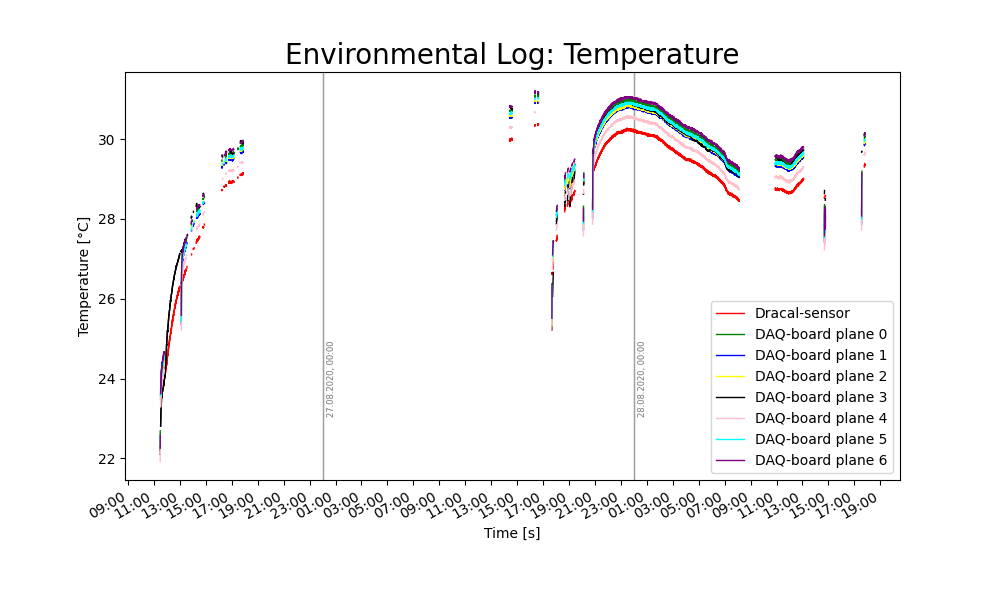 Environmental Log: Temperature
Temperature [°C]
30
28
26
24
22
27.08.2020, 00:00
28.08.2020, 00:00
Dracal-sensor
DAQ-board plane 0
DAQ-board plane 1
DAQ-board plane 2
DAQ-board plane 3
DAQ-board plane 4
DAQ-board plane 5
DAQ-board plane 6
09:00 11:00 13:00 15:00 17:00 19:00 21:00 23:00 01:00 03:00 05:00 07:00 09:00 11:00 13:00 15:00 17:00 19:00 21:00 23:00 01:00 03:00 05:00 07:00 09:00 11:00 13:00 15:00 17:00 19:00
Time [s]